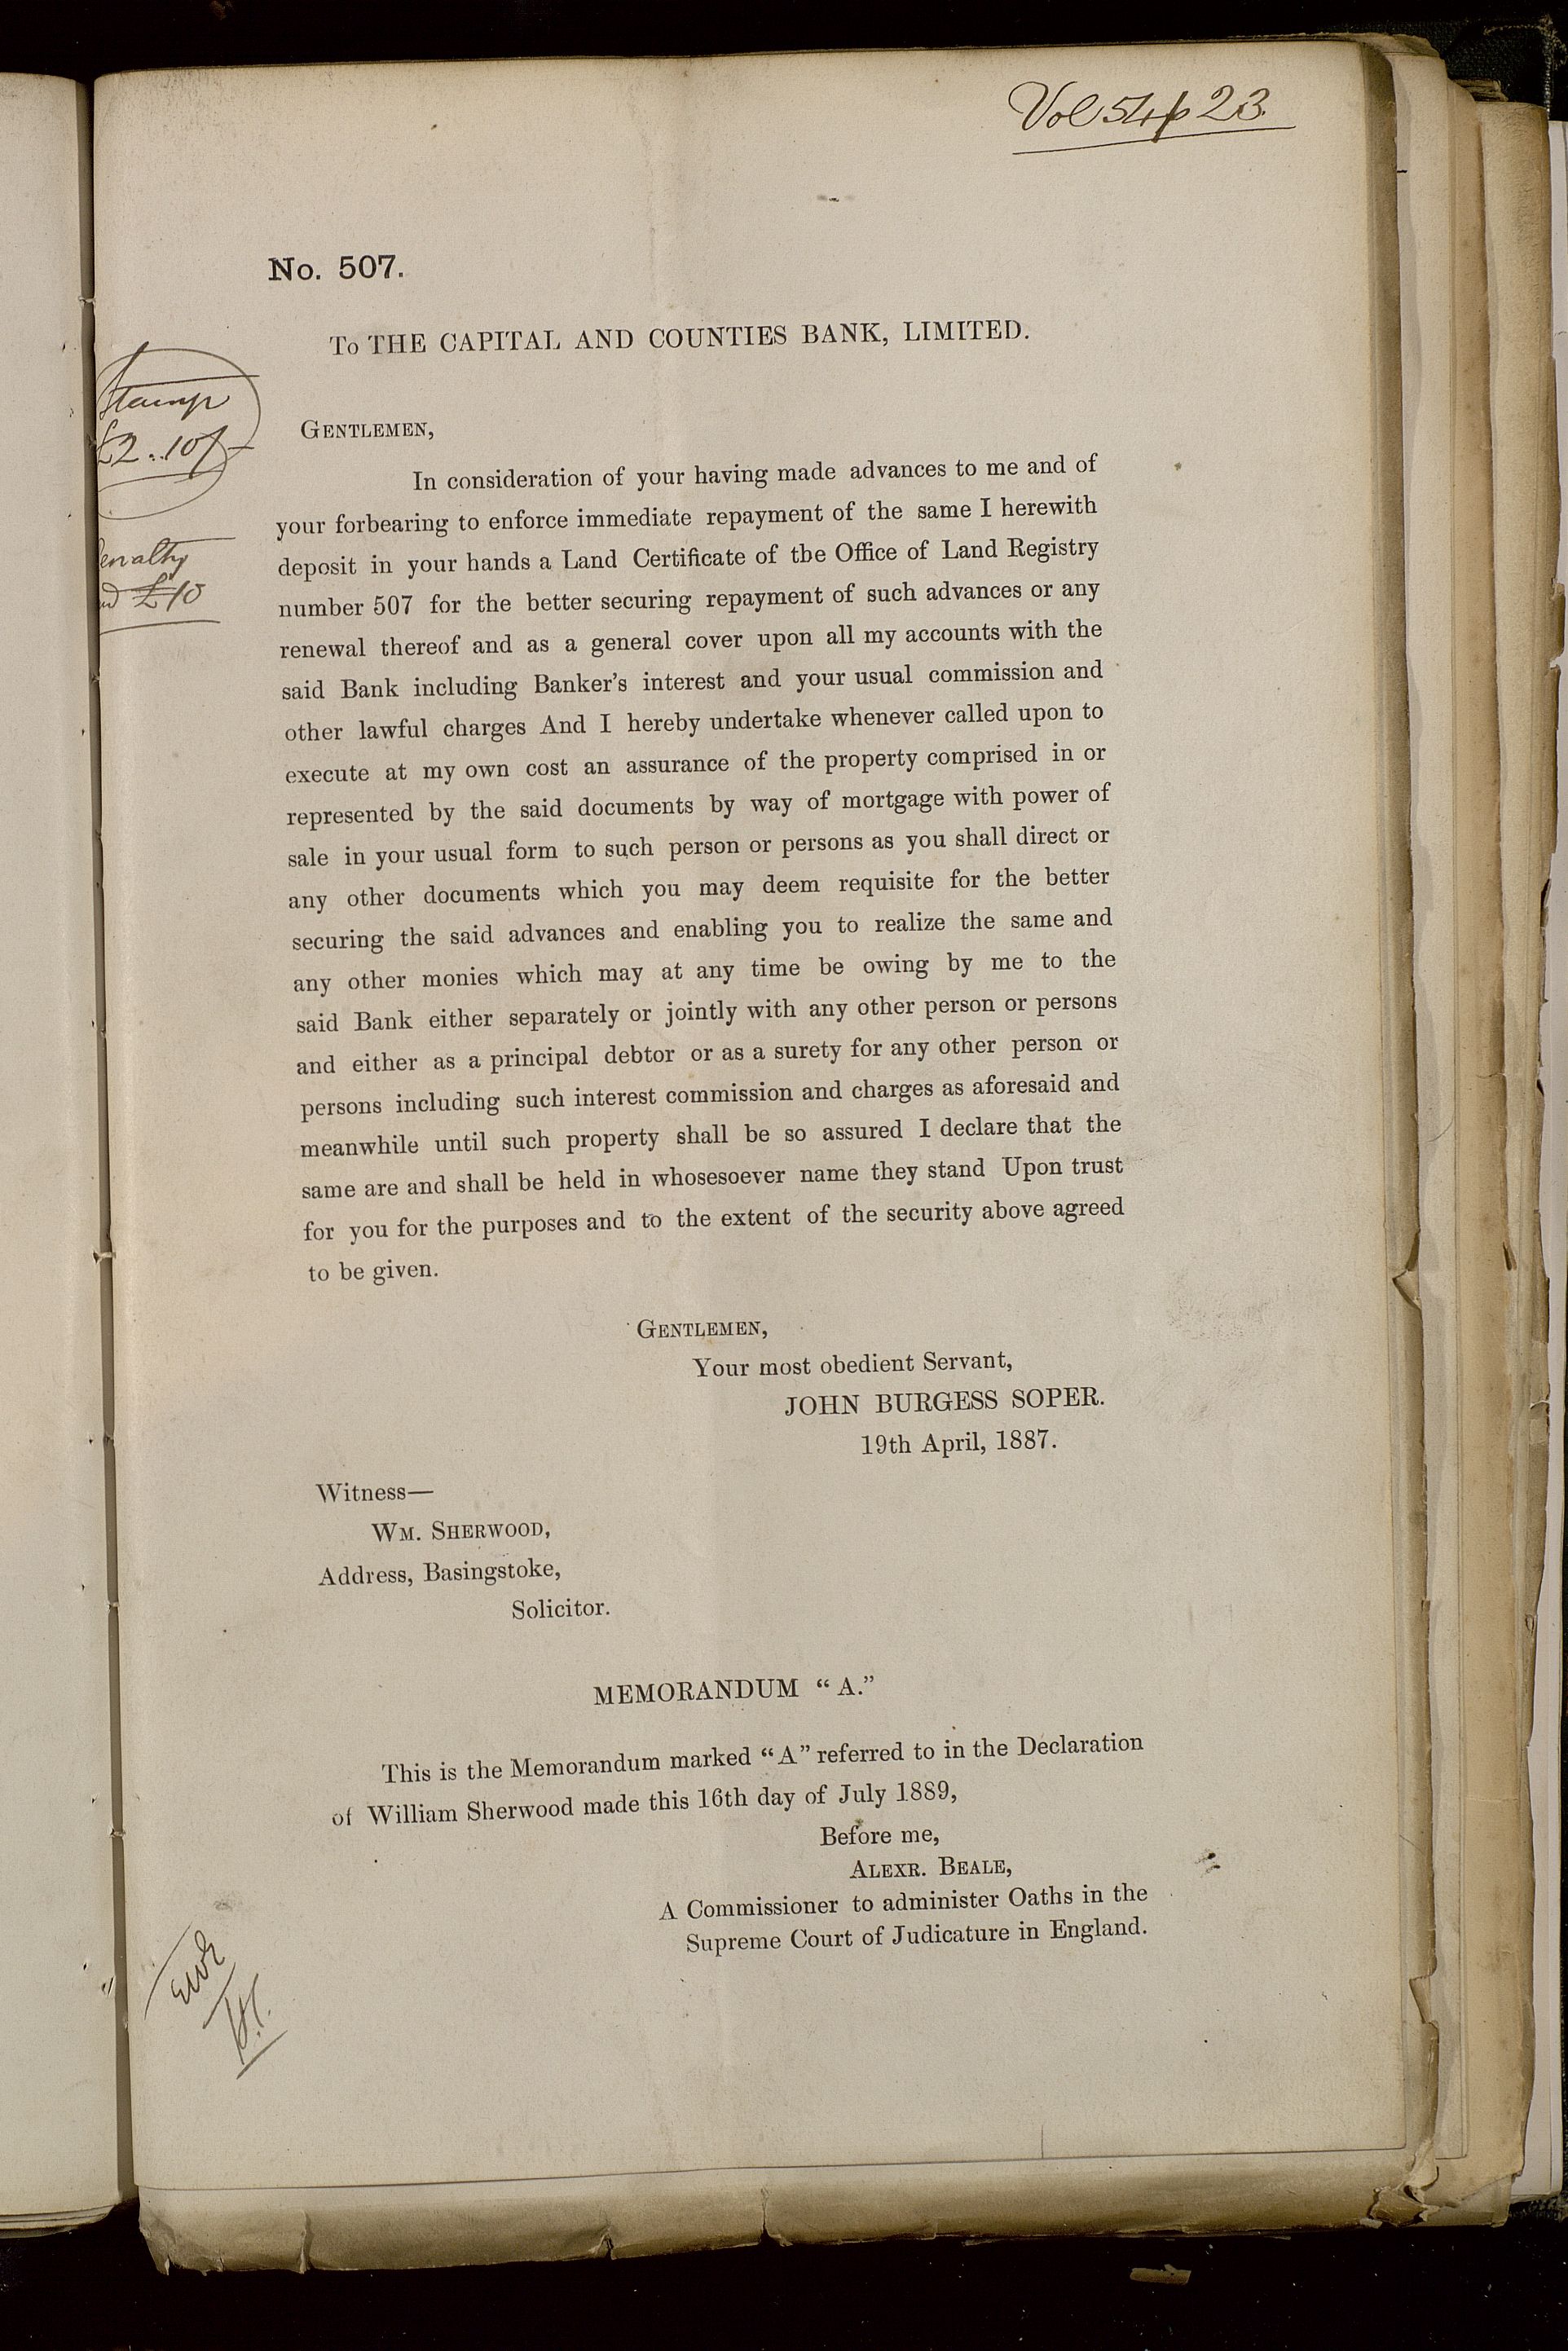 Vol 54 p 23.
No. 507.
To THE CAPITAL AND COUNTIES BANK, LIMITED.
Stamp
£2..10/-
GENTLEMEN,
In consideration of your having made advances to me and of
your forbearing to enforce immediate repayment of the same I herewith
deposit in your hands a Land Certificate of the Office of Land Registry
number 507 for the better securing repayment of such advances or any
renewal thereof and as a general cover upon all my accounts with the
said Bank including Banker's interest and your usual commission and
other lawful charges And I hereby undertake whenever called upon to
execute at my own cost an assurance of the property comprised in or
represented by the said documents by way of mortgage with power of
sale in your usual form to such person or persons as you shall direct or
any other documents which you may deem requisite for the better
securing the said advances and enabling you to realize the same and
any other monies which may at any time be owing by me to the
said Bank either separately or jointly with any other person or persons
and either as a principal debtor or as a surety for any other person or
persons including such interest commission and charges as aforesaid and
meanwhile until such property shall be so assured I declare that the
same are and shall be held in whosesoever name they stand Upon trust
for you for the purposes and to the extent of the security above agreed
to be given.
enalty
£10
GENTLEMEN,
Your most obedient Servant,
JOHN BURGESS SOPER.
19th April, 1887.
Witness—
WM. SHERWOOD,
Address, Basingstoke,
Solicitor.
MEMORANDUM "A."
This is the Memorandum marked "A" referred to in the Declaration
of William Sherwood made this 16th day of July 1889,
Before me,
ALEXR. BEALE,
A Commissioner to administer Oaths in the
Supreme Court of Judicature in England.